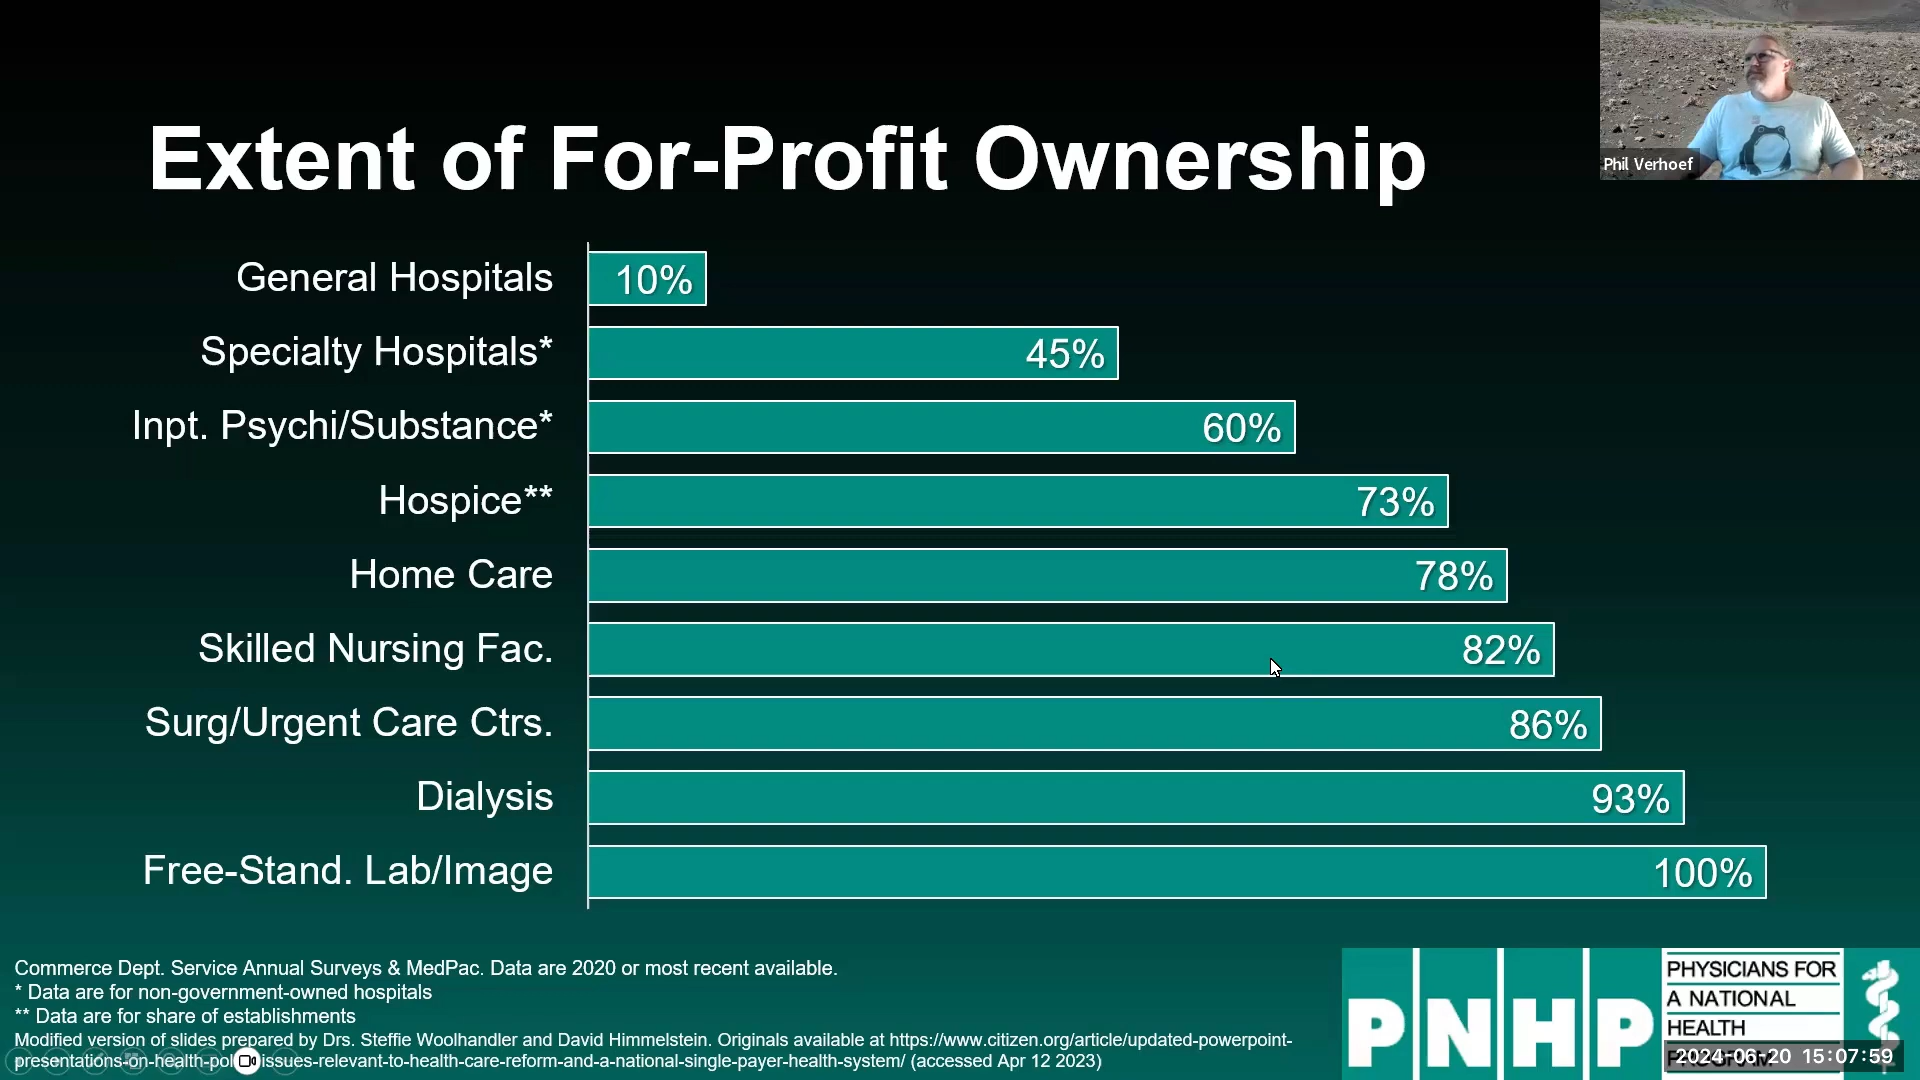 Extent of For-Profit Ownership
Phil Verhoef
General Hospitals 10%
Specialty Hospitals* 45%
Inpt. Psychi/Substance* 60%
Hospice** 73%
Home Care 78%
Skilled Nursing Fac. 82%
Surg/Urgent Care Ctrs. 86%
Dialysis 93%
Free-Stand. Lab/Image 100%
Commerce Dept. Service Annual Surveys & MedPac. Data are 2020 or most recent available.
* Data are for non-government-owned hospitals
** Data are for share of establishments
Modified version of slides prepared by Drs. Steffie Woolhandler and David Himmelstein. Originals available at https://www.citizen.org/article/updated-powerpoint-
presentations-on-health-pol issues-relevant-to-health-care-reform-and-a-national-single-payer-health-system/ (accessed Apr 12 2023)
PNHP
PHYSICIANS FOR
A NATIONAL
HEALTH
PROGRAM
2024-06-20 15:07:59